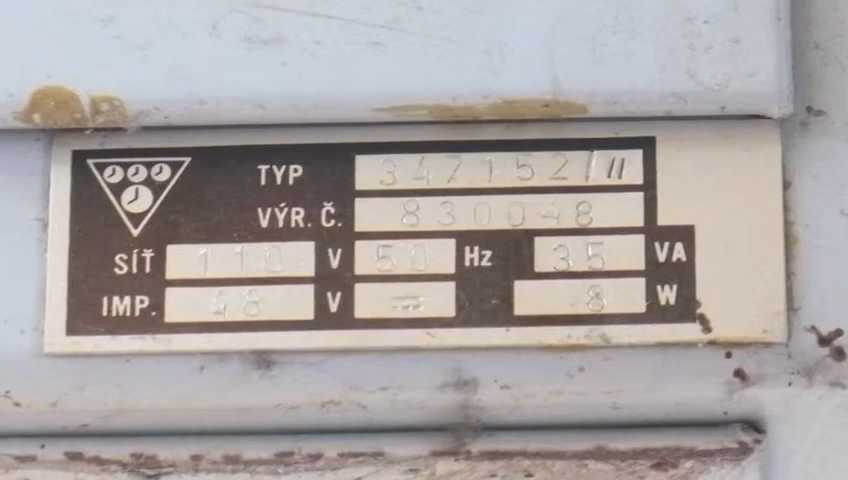 TYP 347152/II
VÝR. Č. 830048
SÍŤ 110 V 50 Hz 35 VA
IMP. 48 V ⎓ 8 W